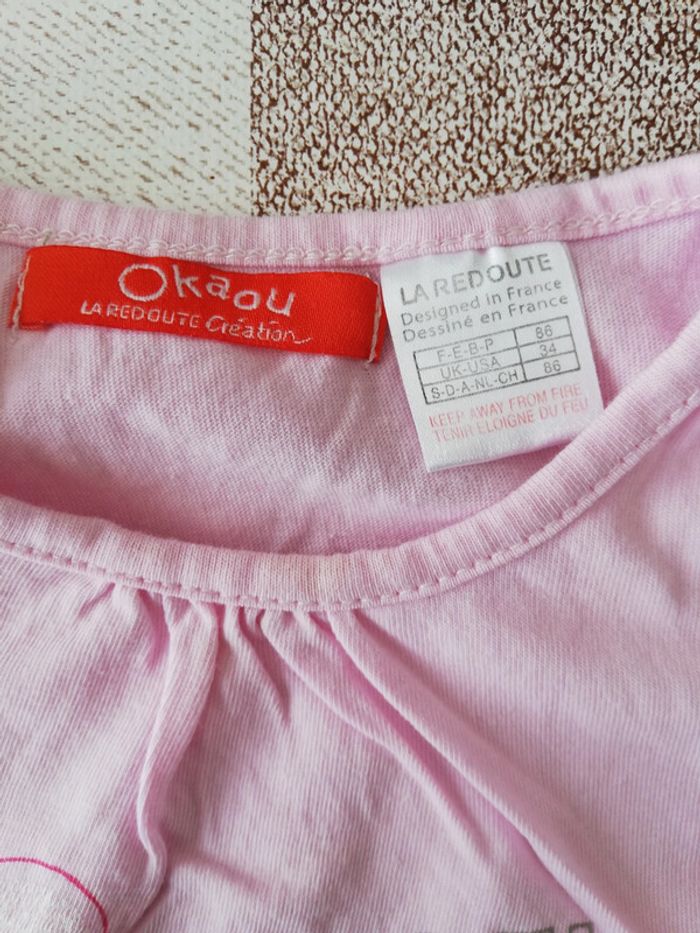 Okaou
LA REDOUTE Création
LA REDOUTE
Designed in France
Dessiné en France
F-E-B-P 86
UK-USA 34
S-D-A-NL-CH 86
KEEP AWAY FROM FIRE
TENIR ELOIGNE DU FEU